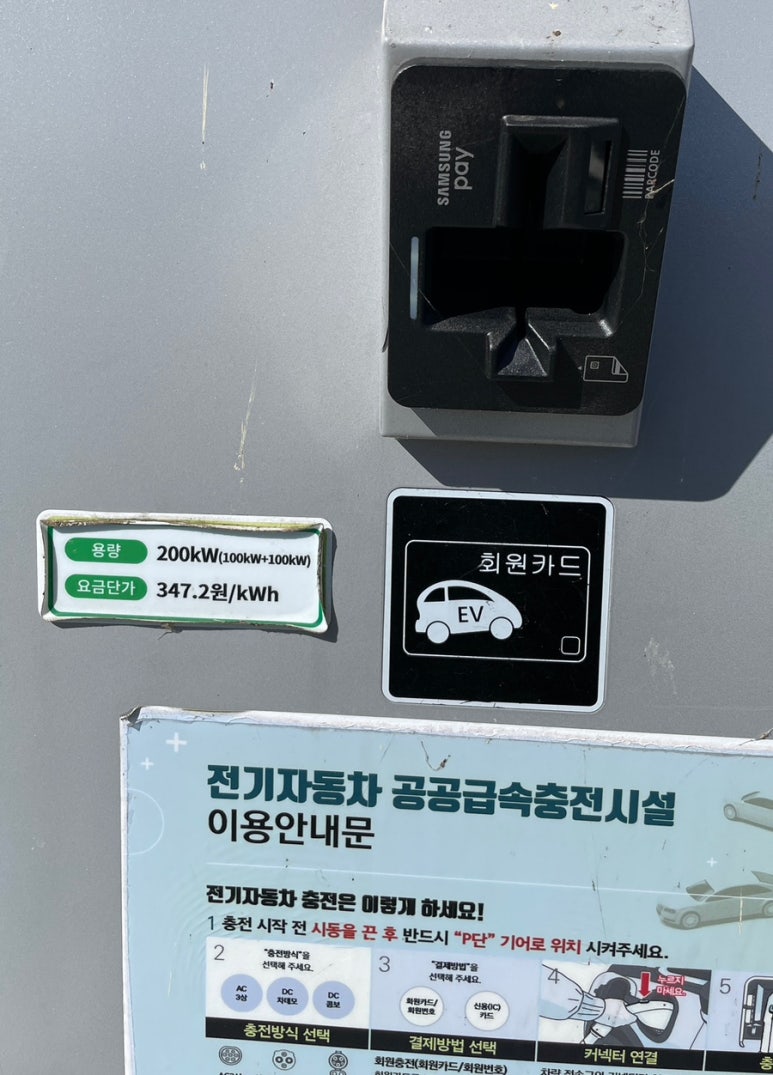 SAMSUNG
pay
BARCODE
용량 200kW(100kW+100kW)
요금단가 347.2원/kWh
회원카드
EV
전기자동차 공공급속충전시설
이용안내문
전기자동차 충전은 이렇게 하세요!
1 충전 시작 전 시동을 끈 후 반드시 "P단" 기어로 위치 시켜주세요.
2
"충전방식"을
선택해 주세요.
AC
3상
DC
차데모
DC
콤보
충전방식 선택
3
"결제방법"을
선택해 주세요.
회원카드/
회원번호
신용(IC)
카드
결제방법 선택
회원충전(회원카드/회원번호)
4
누르지
마세요.
커넥터 연결
5